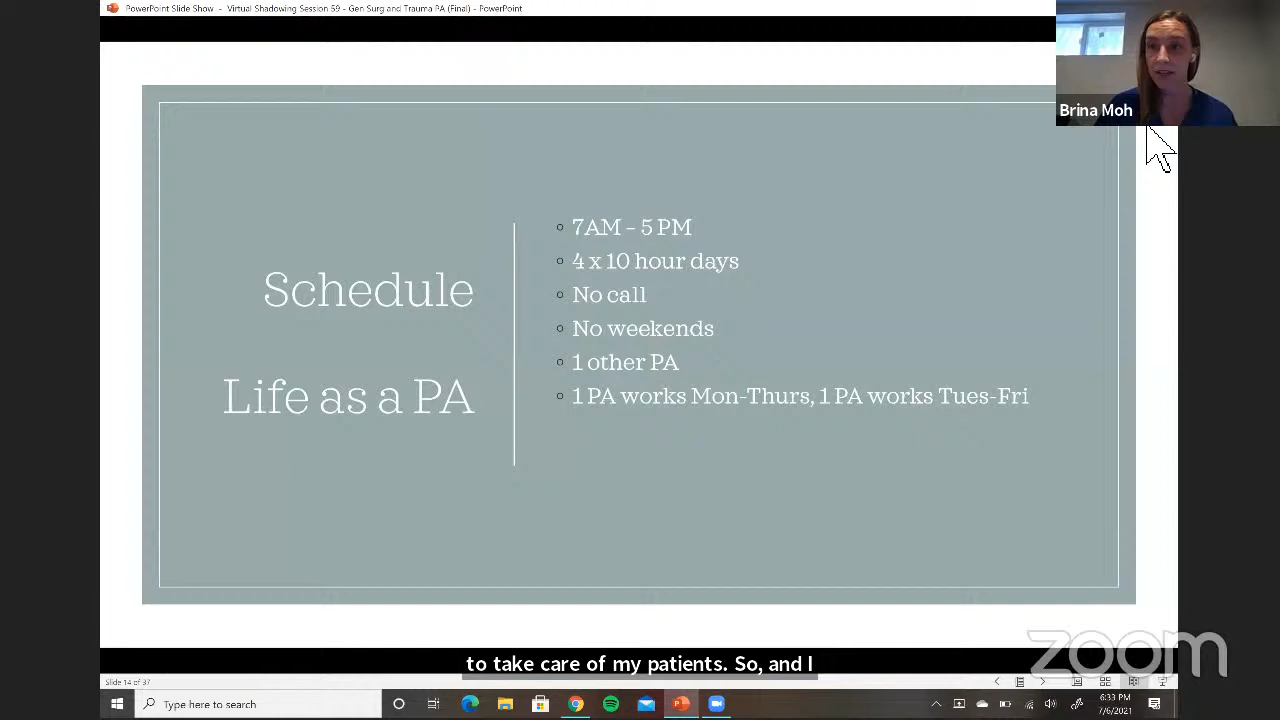 PowerPoint Slide Show - Virtual Shadowing Session 59 - Gen Surg and Trauma PA (Final) - PowerPoint
Brina Moh
Schedule
Life as a PA
7AM – 5 PM
4 x 10 hour days
No call
No weekends
1 other PA
1 PA works Mon-Thurs, 1 PA works Tues-Fri
zoom
to take care of my patients. So, and I
Slide 14 of 37
Type here to search
6:33 PM
7/6/2021